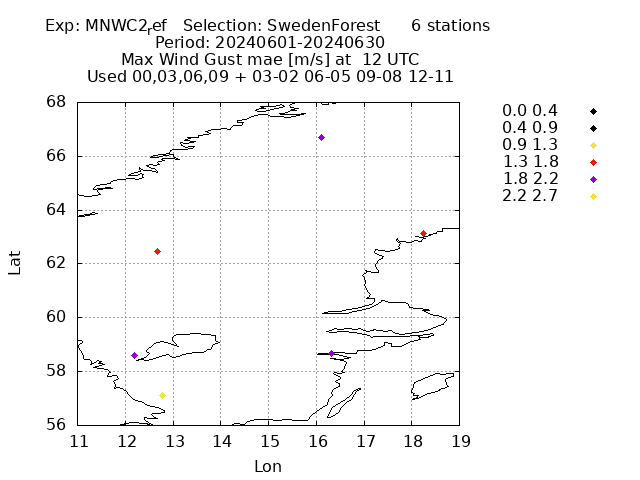 Exp: MNWC2ref   Selection: SwedenForest      6 stations
Period: 20240601-20240630
Max Wind Gust mae [m/s] at  12 UTC
Used 00,03,06,09 + 03-02 06-05 09-08 12-11
0.0 0.4
0.4 0.9
0.9 1.3
1.3 1.8
1.8 2.2
2.2 2.7
68
66
64
62
60
58
56
Lat
11 12 13 14 15 16 17 18 19
Lon